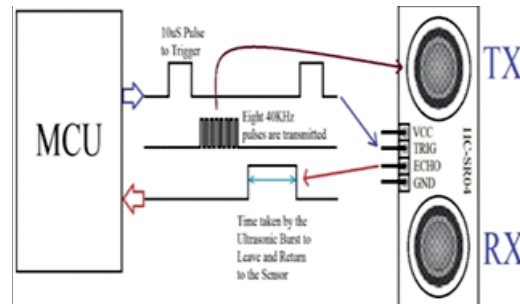 10uS Pulse
to Trigger
TX
MCU
Eight 40KHz
pulses are transmitted
VCC
TRIG
ECHO
GND
HC-SR04
Time taken by the
Ultrasonic Burst to
Leave and Return
to the Sensor
RX